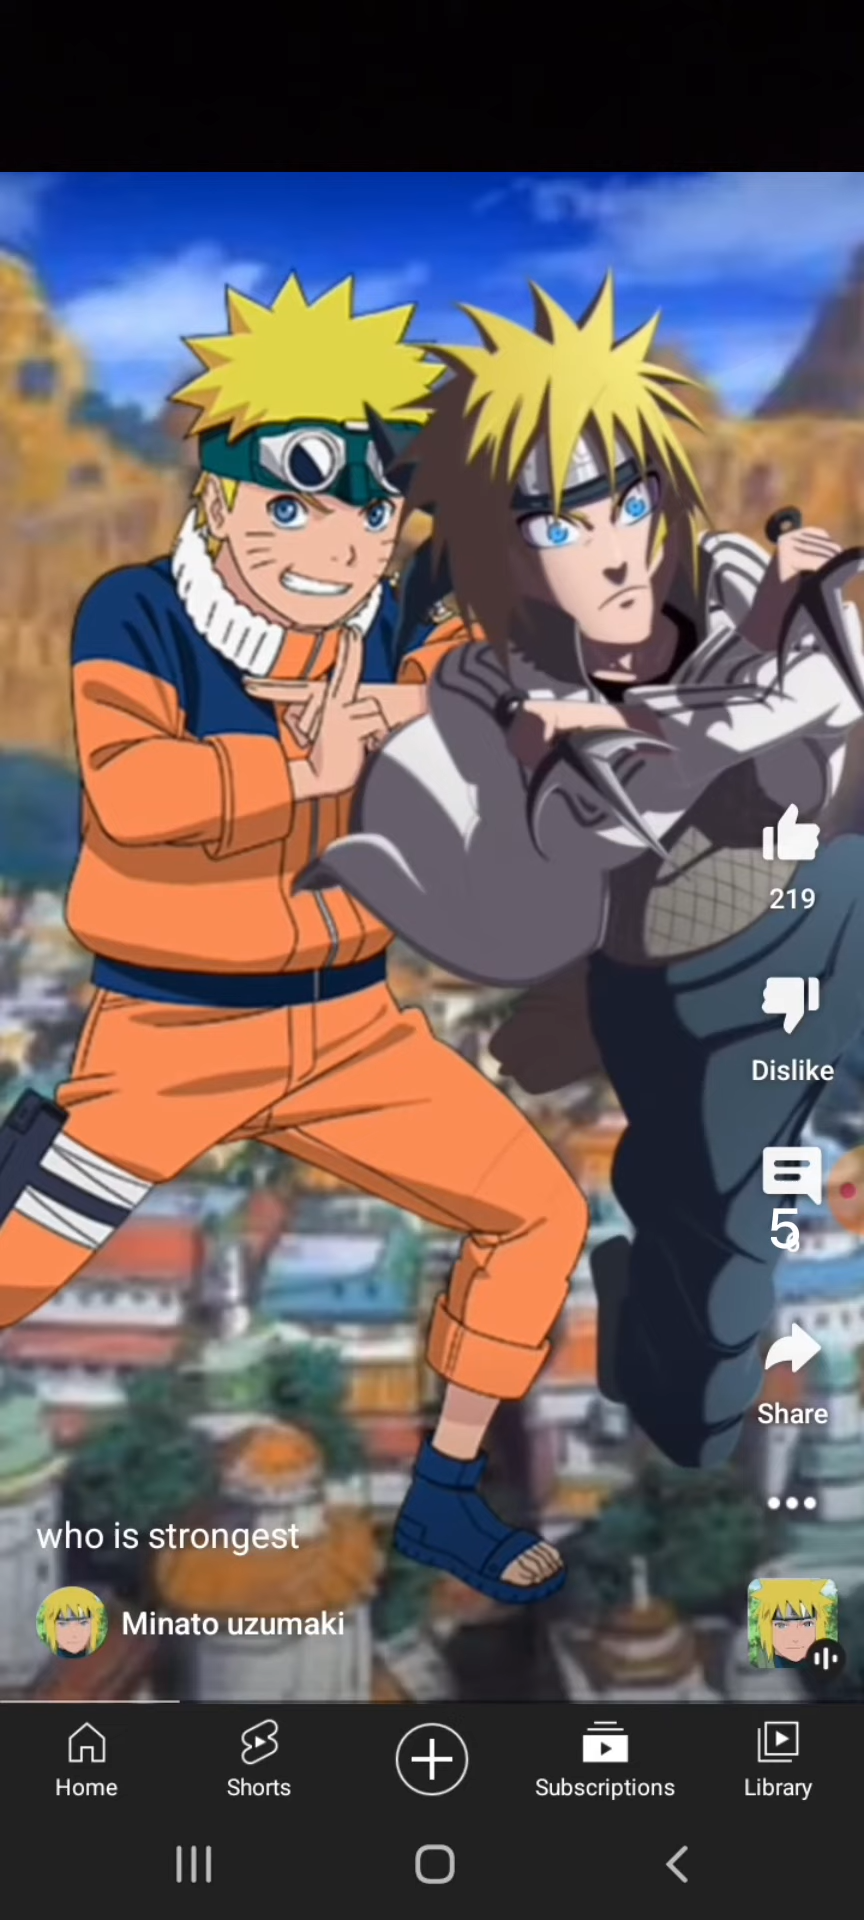 219
Dislike
5
Share
who is strongest
Minato uzumaki
Home
Shorts
Subscriptions
Library